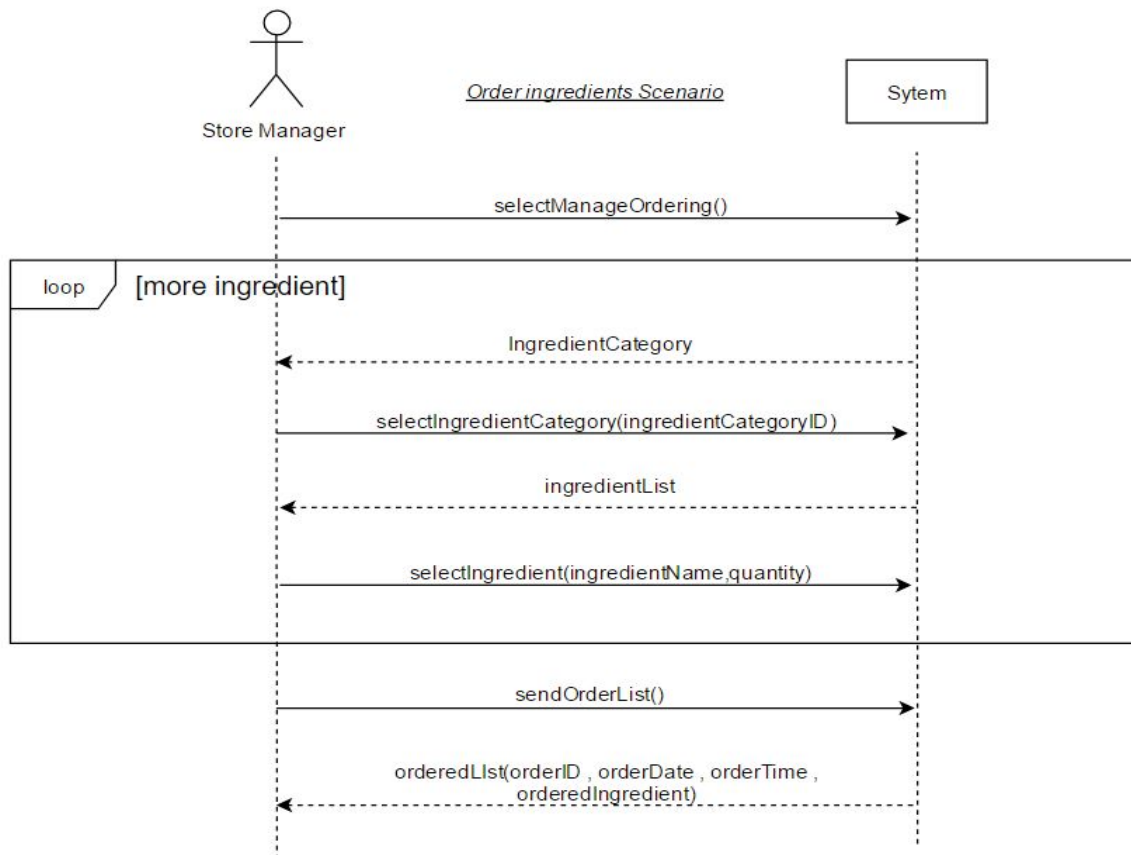 Order ingredients Scenario
Sytem
Store Manager
selectManageOrdering()
loop
[more ingredient]
IngredientCategory
selectIngredientCategory(ingredientCategoryID)
ingredientList
selectIngredient(ingredientName,quantity)
sendOrderList()
orderedLIst(orderID , orderDate , orderTime ,
orderedIngredient)